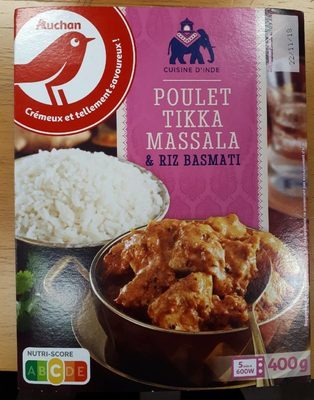 Auchan
Crémeux et tellement savoureux !
CUISINE D'INDE
22/11/18
POULET
TIKKA
MASSALA
& RIZ BASMATI
NUTRI-SCORE
A B C D E
5 min à
600W
400g